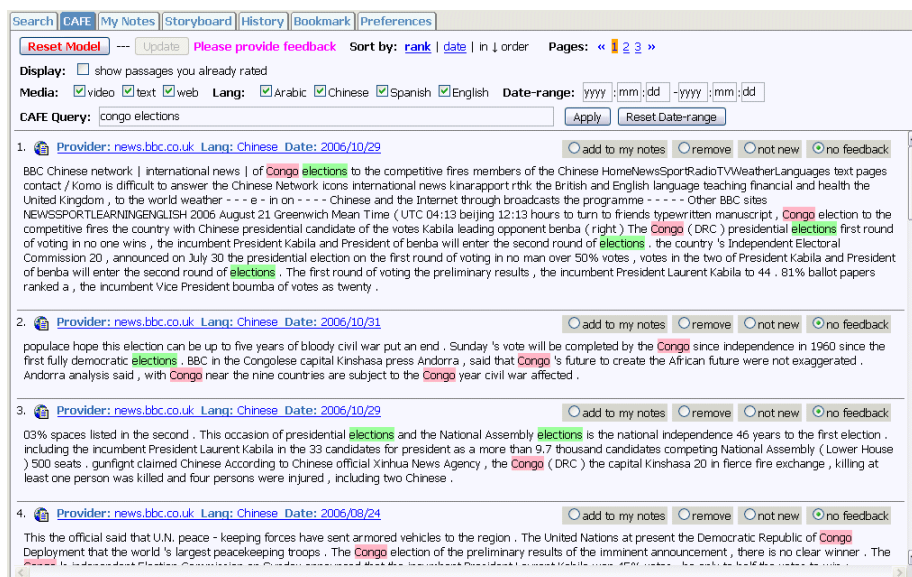 Search CAFE My Notes Storyboard History Bookmark Preferences
Reset Model --- Update Please provide feedback Sort by: rank | date | in ↓ order Pages: « 1 2 3 »
Display: show passages you already rated
Media: video text web Lang: Arabic Chinese Spanish English Date-range: yyyy : mm : dd - yyyy : mm : dd
CAFE Query: congo elections Apply Reset Date-range
1. Provider: news.bbc.co.uk Lang: Chinese Date: 2006/10/29 add to my notes remove not new no feedback
BBC Chinese network | international news | of Congo elections to the competitive fires members of the Chinese HomeNewsSportRadioTVWeatherLanguages text pages
contact / Komo is difficult to answer the Chinese Network icons international news kinarapport rthk the British and English language teaching financial and health the
United Kingdom , to the world weather - - - e - in on - - - - Chinese and the Internet through broadcasts the programme - - - - - Other BBC sites
NEWSSPORTLEARNINGENGLISH 2006 August 21 Greenwich Mean Time ( UTC 04:13 beijing 12:13 hours to turn to friends typewritten manuscript , Congo election to the
competitive fires the country with Chinese presidential candidate of the votes Kabila leading opponent benba ( right ) The Congo ( DRC ) presidential elections first round
of voting in no one wins , the incumbent President Kabila and President of benba will enter the second round of elections . the country 's Independent Electoral
Commission 20 , announced on July 30 the presidential election on the first round of voting in no man over 50% votes , votes in the two of President Kabila and President
of benba will enter the second round of elections . The first round of voting the preliminary results , the incumbent President Laurent Kabila to 44 . 81% ballot papers
ranked a , the incumbent Vice President boumba of votes as twenty .
2. Provider: news.bbc.co.uk Lang: Chinese Date: 2006/10/31 add to my notes remove not new no feedback
populace hope this election can be up to five years of bloody civil war put an end . Sunday 's vote will be completed by the Congo since independence in 1960 since the
first fully democratic elections . BBC in the Congolese capital Kinshasa press Andorra , said that Congo 's future to create the African future were not exaggerated .
Andorra analysis said , with Congo near the nine countries are subject to the Congo year civil war affected .
3. Provider: news.bbc.co.uk Lang: Chinese Date: 2006/10/29 add to my notes remove not new no feedback
03% spaces listed in the second . This occasion of presidential elections and the National Assembly elections is the national independence 46 years to the first election .
including the incumbent President Laurent Kabila in the 33 candidates for president as a more than 9.7 thousand candidates competing National Assembly ( Lower House
) 500 seats . gunfight claimed Chinese According to Chinese official Xinhua News Agency , the Congo ( DRC ) the capital Kinshasa 20 in fierce fire exchange , killing at
least one person was killed and four persons were injured , including two Chinese .
4. Provider: news.bbc.co.uk Lang: Chinese Date: 2006/08/24 add to my notes remove not new no feedback
This the official said that U.N. peace - keeping forces have sent armored vehicles to the region . The United Nations at present the Democratic Republic of Congo
Deployment that the world 's largest peacekeeping troops . The Congo election of the preliminary results of the imminent announcement , there is no clear winner . The